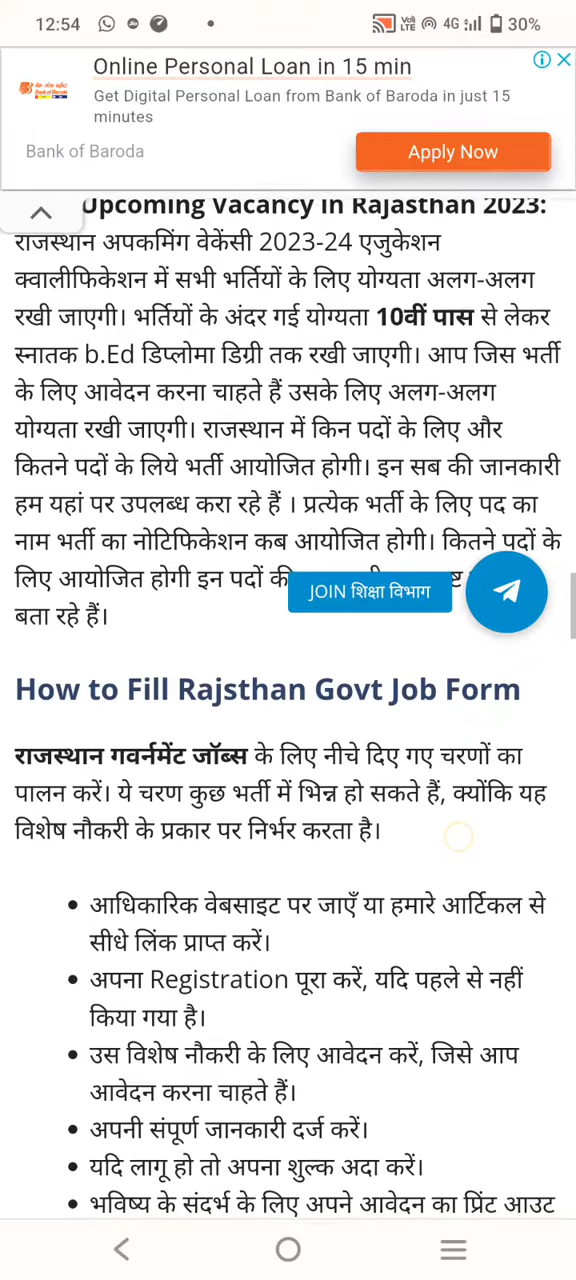 12:54
4G 30%
Online Personal Loan in 15 min
Get Digital Personal Loan from Bank of Baroda in just 15
minutes
Bank of Baroda
Apply Now
Upcoming Vacancy in Rajasthan 2023:
राजस्थान अपकमिंग वेकेंसी 2023-24 एजुकेशन
क्वालीफिकेशन में सभी भर्तियों के लिए योग्यता अलग-अलग
रखी जाएगी। भर्तियों के अंदर गई योग्यता 10वीं पास से लेकर
स्नातक b.Ed डिप्लोमा डिग्री तक रखी जाएगी। आप जिस भर्ती
के लिए आवेदन करना चाहते हैं उसके लिए अलग-अलग
योग्यता रखी जाएगी। राजस्थान में किन पदों के लिए और
कितने पदों के लिये भर्ती आयोजित होगी। इन सब की जानकारी
हम यहां पर उपलब्ध करा रहे हैं । प्रत्येक भर्ती के लिए पद का
नाम भर्ती का नोटिफिकेशन कब आयोजित होगी। कितने पदों के
लिए आयोजित होगी इन पदों की
JOIN शिक्षा विभाग
बता रहे हैं।
How to Fill Rajsthan Govt Job Form
राजस्थान गवर्नमेंट जॉब्स के लिए नीचे दिए गए चरणों का
पालन करें। ये चरण कुछ भर्ती में भिन्न हो सकते हैं, क्योंकि यह
विशेष नौकरी के प्रकार पर निर्भर करता है।
• आधिकारिक वेबसाइट पर जाएँ या हमारे आर्टिकल से
सीधे लिंक प्राप्त करें।
• अपना Registration पूरा करें, यदि पहले से नहीं
किया गया है।
• उस विशेष नौकरी के लिए आवेदन करें, जिसे आप
आवेदन करना चाहते हैं।
• अपनी संपूर्ण जानकारी दर्ज करें।
• यदि लागू हो तो अपना शुल्क अदा करें।
• भविष्य के संदर्भ के लिए अपने आवेदन का प्रिंट आउट